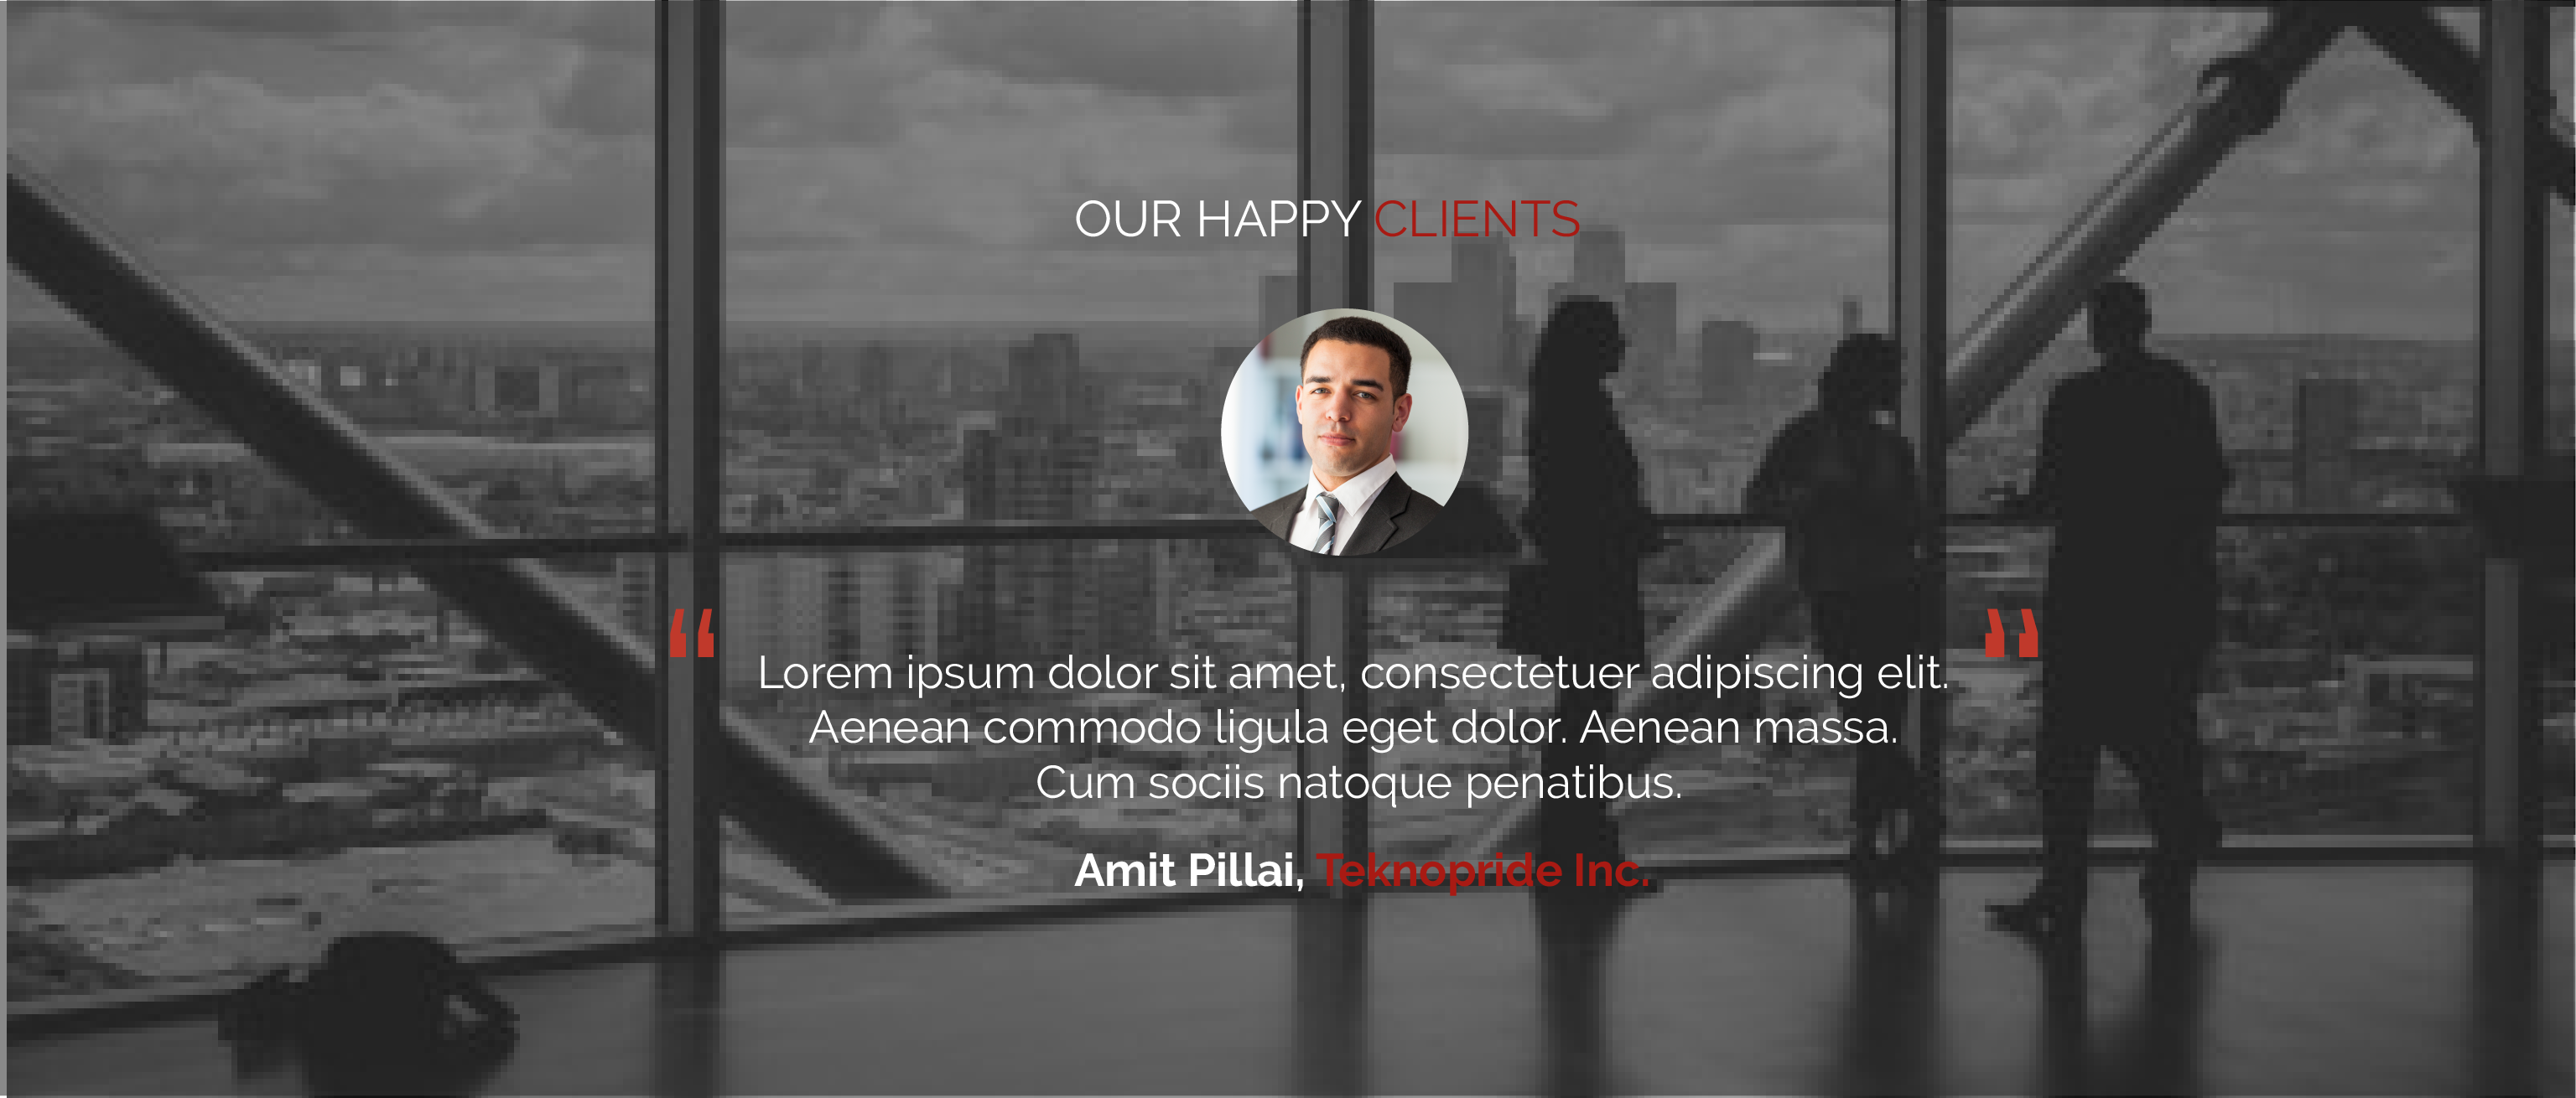 OUR HAPPY CLIENTS
“ Lorem ipsum dolor sit amet, consectetuer adipiscing elit. ”
Aenean commodo ligula eget dolor. Aenean massa.
Cum sociis natoque penatibus.
Amit Pillai, Teknopride Inc.